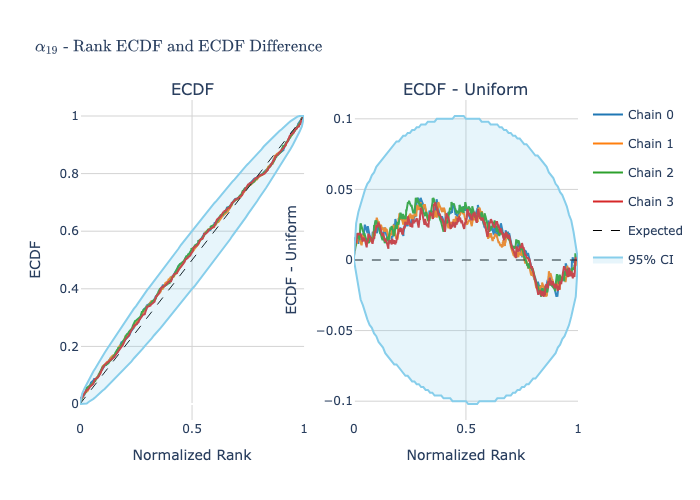 α₁₉ - Rank ECDF and ECDF Difference
ECDF
ECDF - Uniform
1
0.8
0.6
0.4
0.2
0
ECDF
0
0.5
1
Normalized Rank
0.1
0.05
0
−0.05
−0.1
ECDF - Uniform
0
0.5
1
Normalized Rank
Chain 0
Chain 1
Chain 2
Chain 3
Expected
95% CI